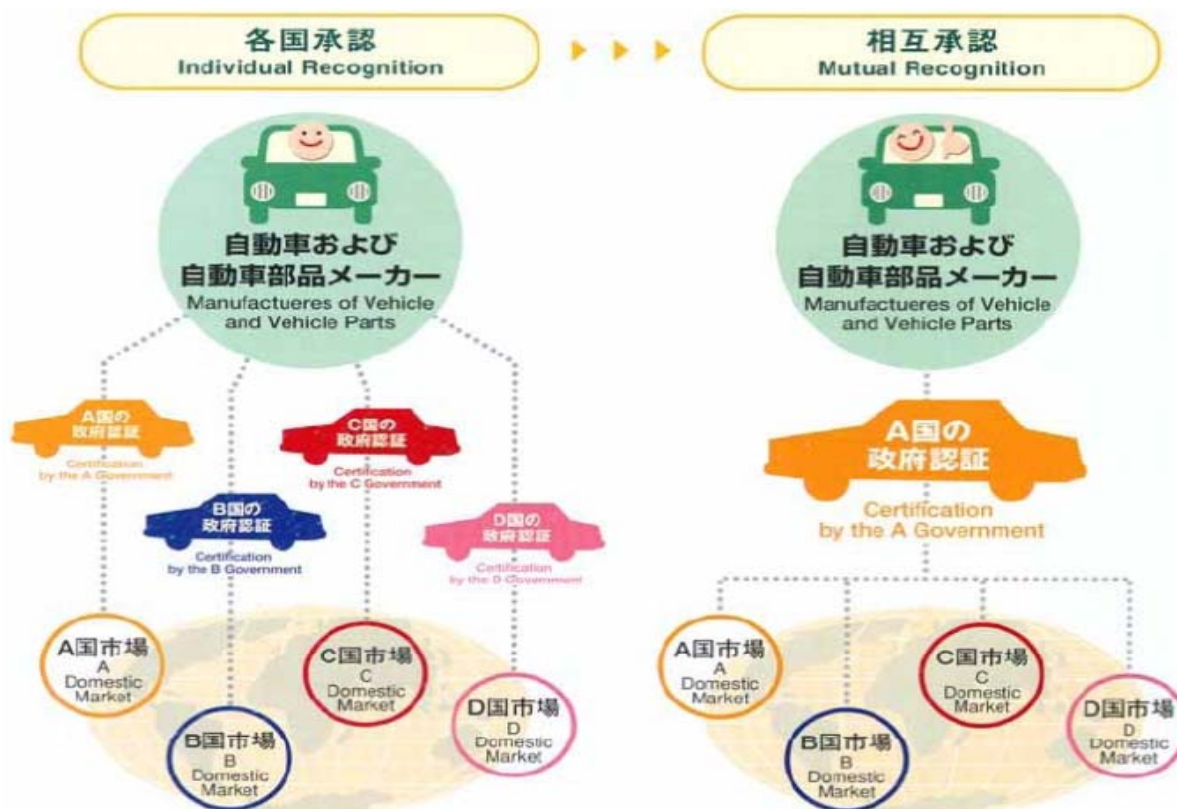 各国承認
Individual Recognition
自動車および
自動車部品メーカー
Manufactueres of Vehicle
and Vehicle Parts
A国の
政府認証
Certification
by the A Government
C国の
政府認証
Certification
by the C Government
B国の
政府認証
Certification
by the B Government
D国の
政府認証
Certification
by the D Government
A国市場
A
Domestic
Market
C国市場
C
Domestic
Market
B国市場
B
Domestic
Market
D国市場
D
Domestic
Market
相互承認
Mutual Recognition
自動車および
自動車部品メーカー
Manufactueres of Vehicle
and Vehicle Parts
A国の
政府認証
Certification
by the A Government
A国市場
A
Domestic
Market
C国市場
C
Domestic
Market
B国市場
B
Domestic
Market
D国市場
D
Domestic
Market